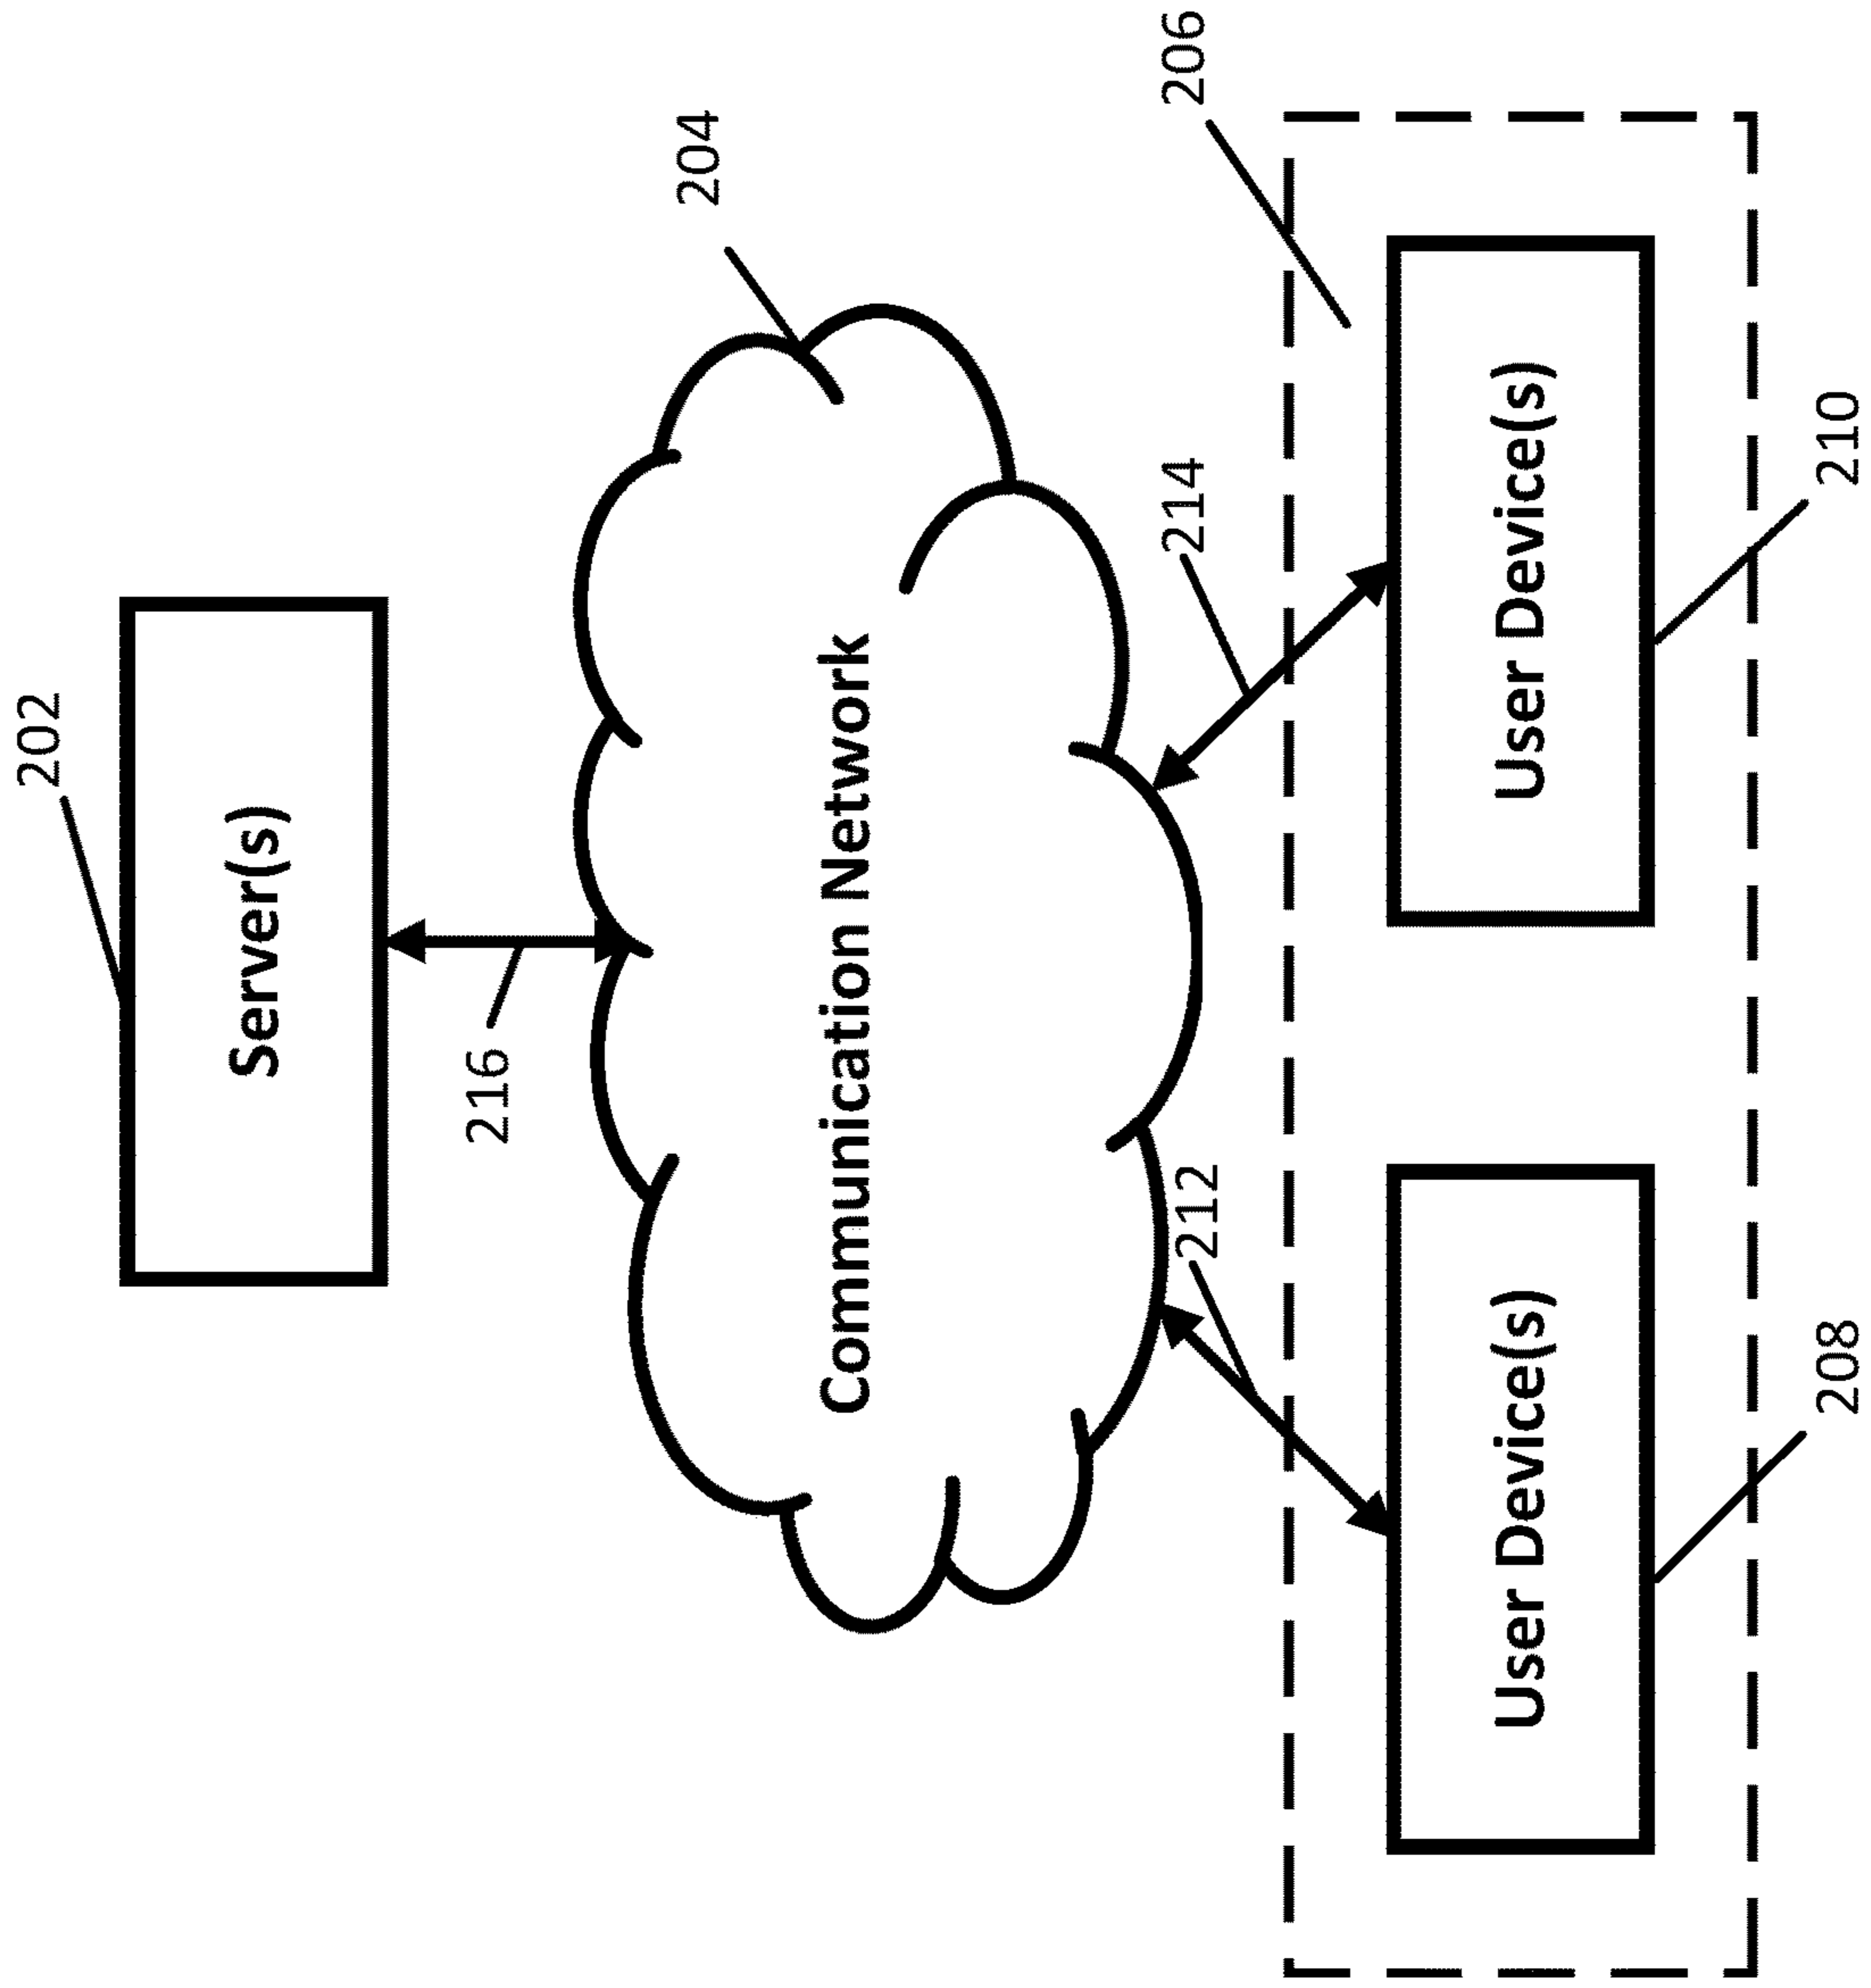 202
Server(s)
216
204
Communication Network
212
214
206
User Device(s)
User Device(s)
208
210